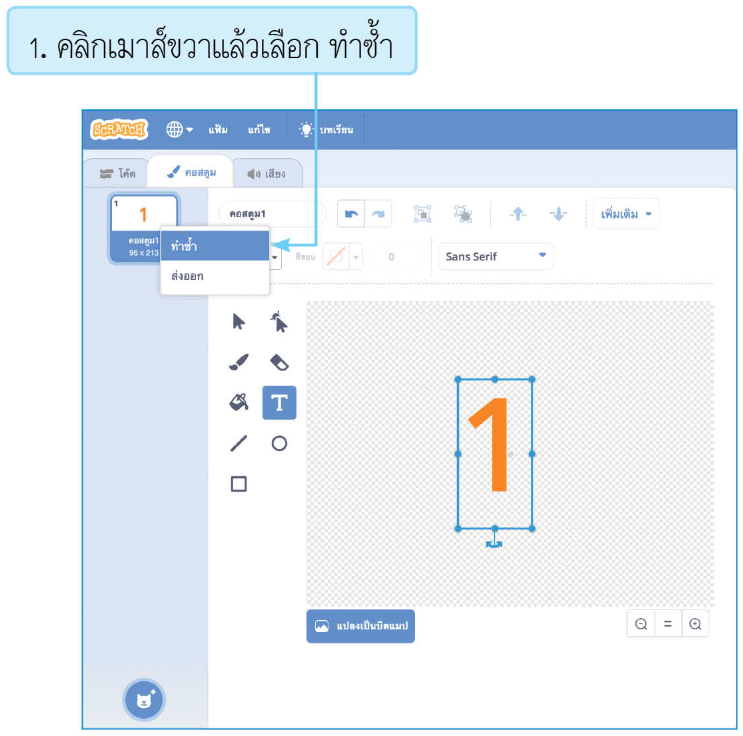 1. คลิกเมาส์ขวาแล้วเลือก ทำซ้ำ
SCRATCH แฟ้ม แก้ไข บทเรียน
โค้ด คอสตูม เสียง
1
1
คอสตูม1
96 x 213
คอสตูม1 เพิ่มเติม
ทำซ้ำ
ส่งออก
สีขอบ 0 Sans Serif
T
1
แปลงเป็นบิตแมป